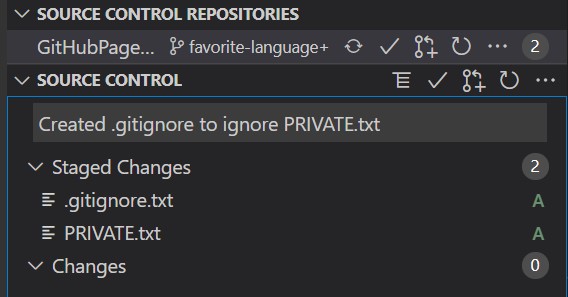 SOURCE CONTROL REPOSITORIES
GitHubPage... favorite-language+ ... 2
SOURCE CONTROL ...
Created .gitignore to ignore PRIVATE.txt
Staged Changes 2
.gitignore.txt A
PRIVATE.txt A
Changes 0